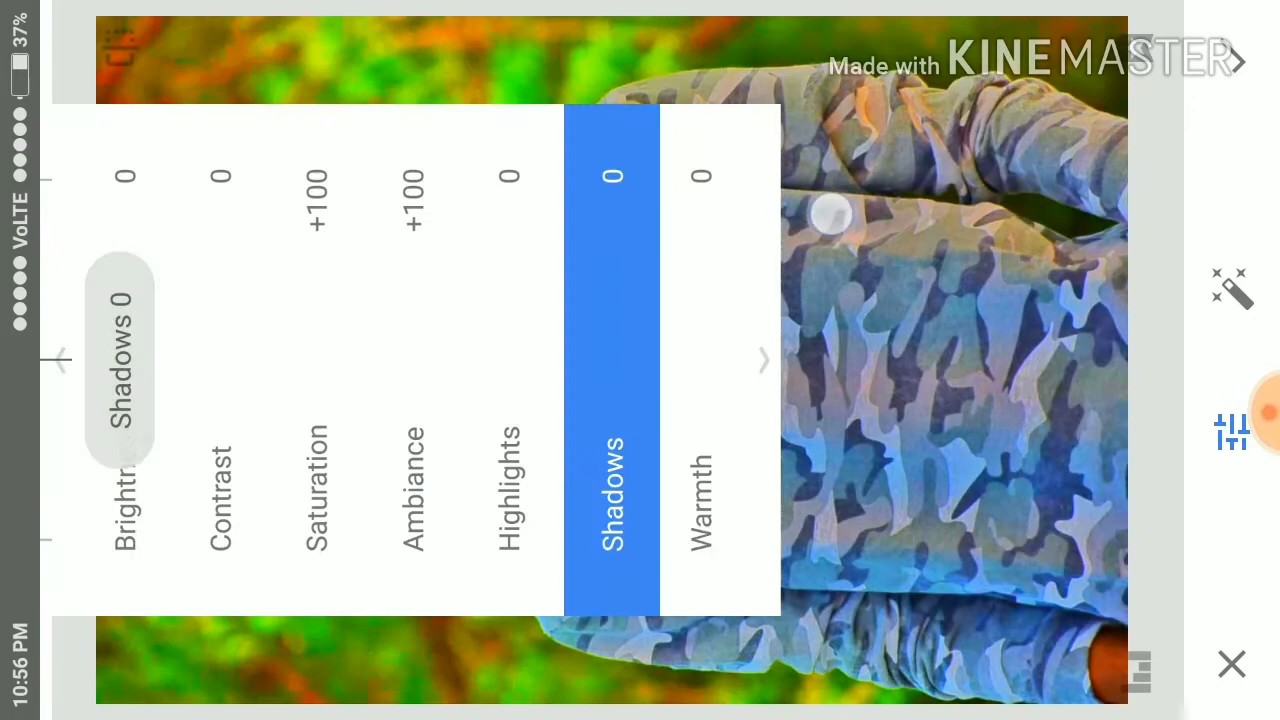 10:56 PM
VoLTE
37%
Made with KINEMASTER
Shadows 0
Brightn
0
Contrast 0
Saturation +100
Ambiance +100
Highlights 0
Shadows 0
Warmth 0